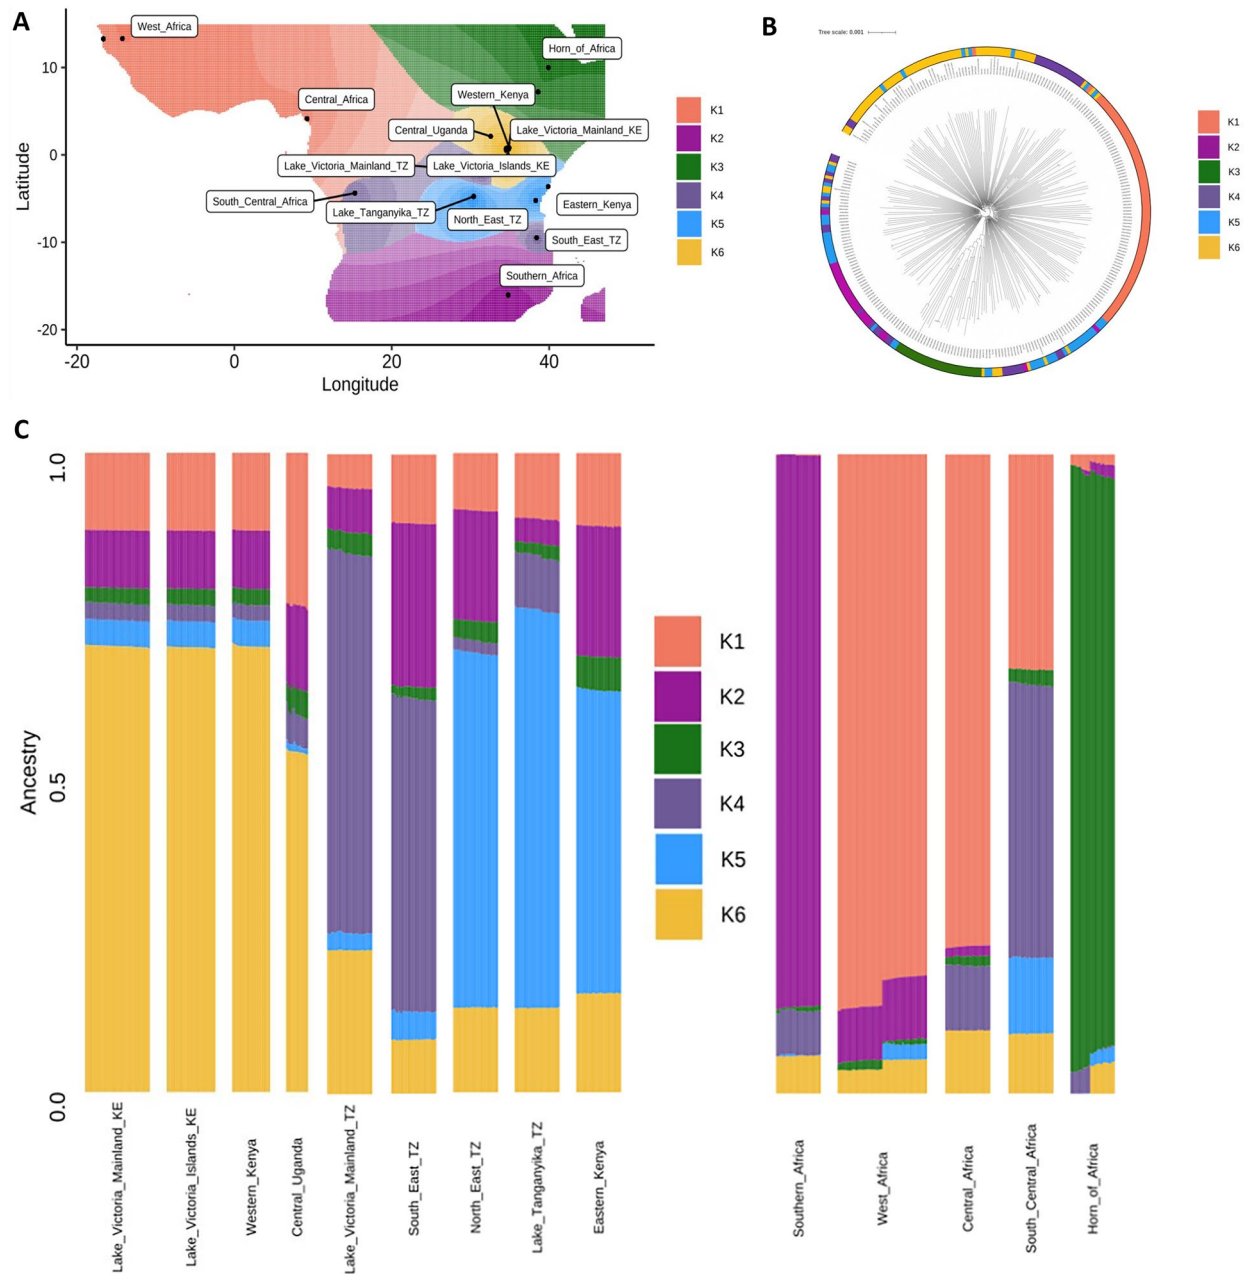 A
West_Africa
Horn_of_Africa
Central_Africa
Western_Kenya
Central_Uganda
Lake_Victoria_Mainland_KE
Lake_Victoria_Mainland_TZ
Lake_Victoria_Islands_KE
South_Central_Africa
Lake_Tanganyika_TZ
North_East_TZ
Eastern_Kenya
South_East_TZ
Southern_Africa
Latitude
10
0
-10
-20
-20
0
20
40
Longitude
K1
K2
K3
K4
K5
K6
B
Tree scale: 0.001
K1
K2
K3
K4
K5
K6
C
Ancestry
1.0
0.5
0.0
Lake_Victoria_Mainland_KE
Lake_Victoria_Islands_KE
Western_Kenya
Central_Uganda
Lake_Victoria_Mainland_TZ
South_East_TZ
North_East_TZ
Lake_Tanganyika_TZ
Eastern_Kenya
K1
K2
K3
K4
K5
K6
Southern_Africa
West_Africa
Central_Africa
South_Central_Africa
Horn_of_Africa